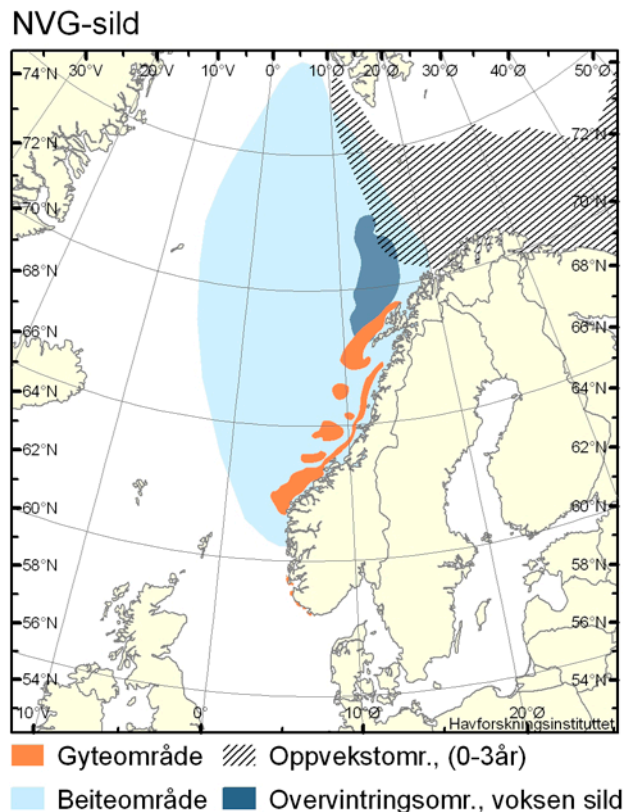 NVG-sild
74°N 30°V 20°V 10°V 0° 10°Ø 20°Ø 30°Ø 40°Ø 50°Ø
72°N 72°N
70°N 70°N
68°N 68°N
66°N 66°N
64°N 64°N
62°N 62°N
60°N 60°N
58°N 58°N
56°N 56°N
54°N 54°N
10°V 0° 10°Ø 20°Ø
Havforskningsinstituttet
Gyteområde Oppvekstomr., (0-3år)
Beiteområde Overvintringsomr., voksen sild